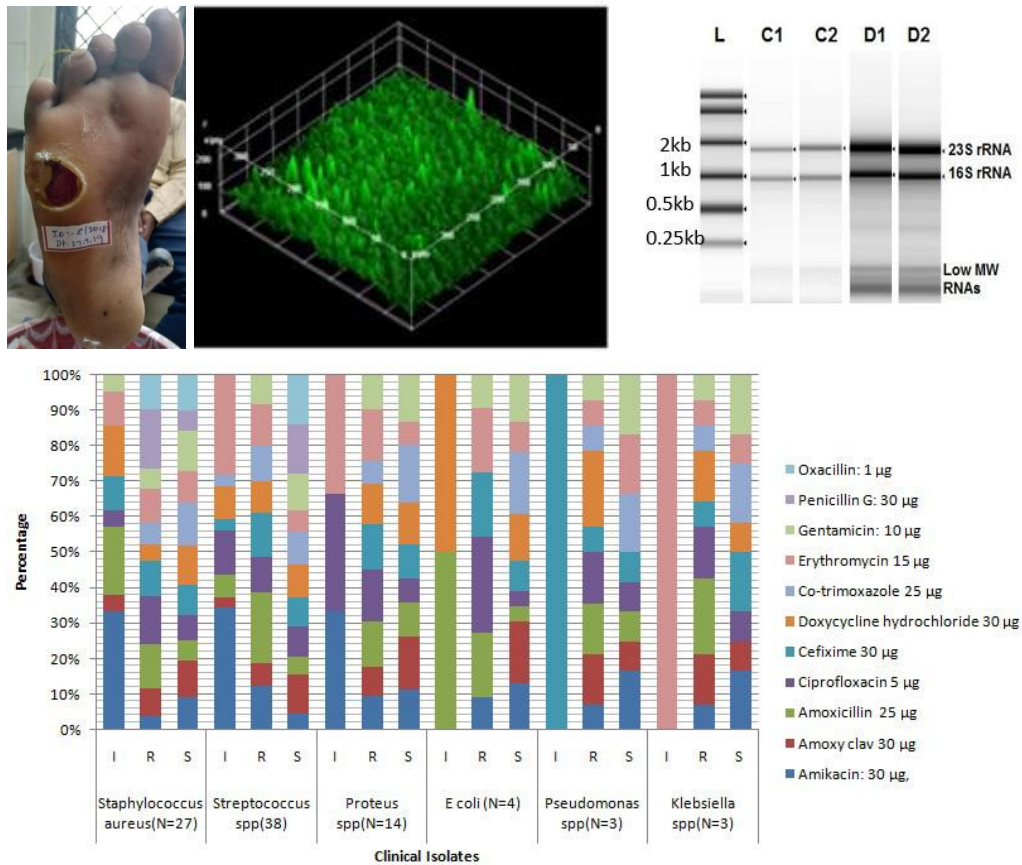 ID:- 5/2018
L C1 C2 D1 D2
2kb
1kb
0.5kb
0.25kb
23S rRNA
16S rRNA
Low MW
RNAs
100%
90%
80%
70%
60%
50%
40%
30%
20%
10%
0%
Percentage
I R S I R S I R S I R S I R S I R S
Staphylococcus aureus(N=27)
Streptococcus spp(38)
Proteus spp(N=14)
E coli (N=4)
Pseudomonas spp(N=3)
Klebsiella spp(N=3)
Clinical Isolates
Oxacillin: 1 µg
Penicillin G: 30 µg
Gentamicin: 10 µg
Erythromycin 15 µg
Co-trimoxazole 25 µg
Doxycycline hydrochloride 30 µg
Cefixime 30 µg
Ciprofloxacin 5 µg
Amoxicillin 25 µg
Amoxy clav 30 µg
Amikacin: 30 µg,